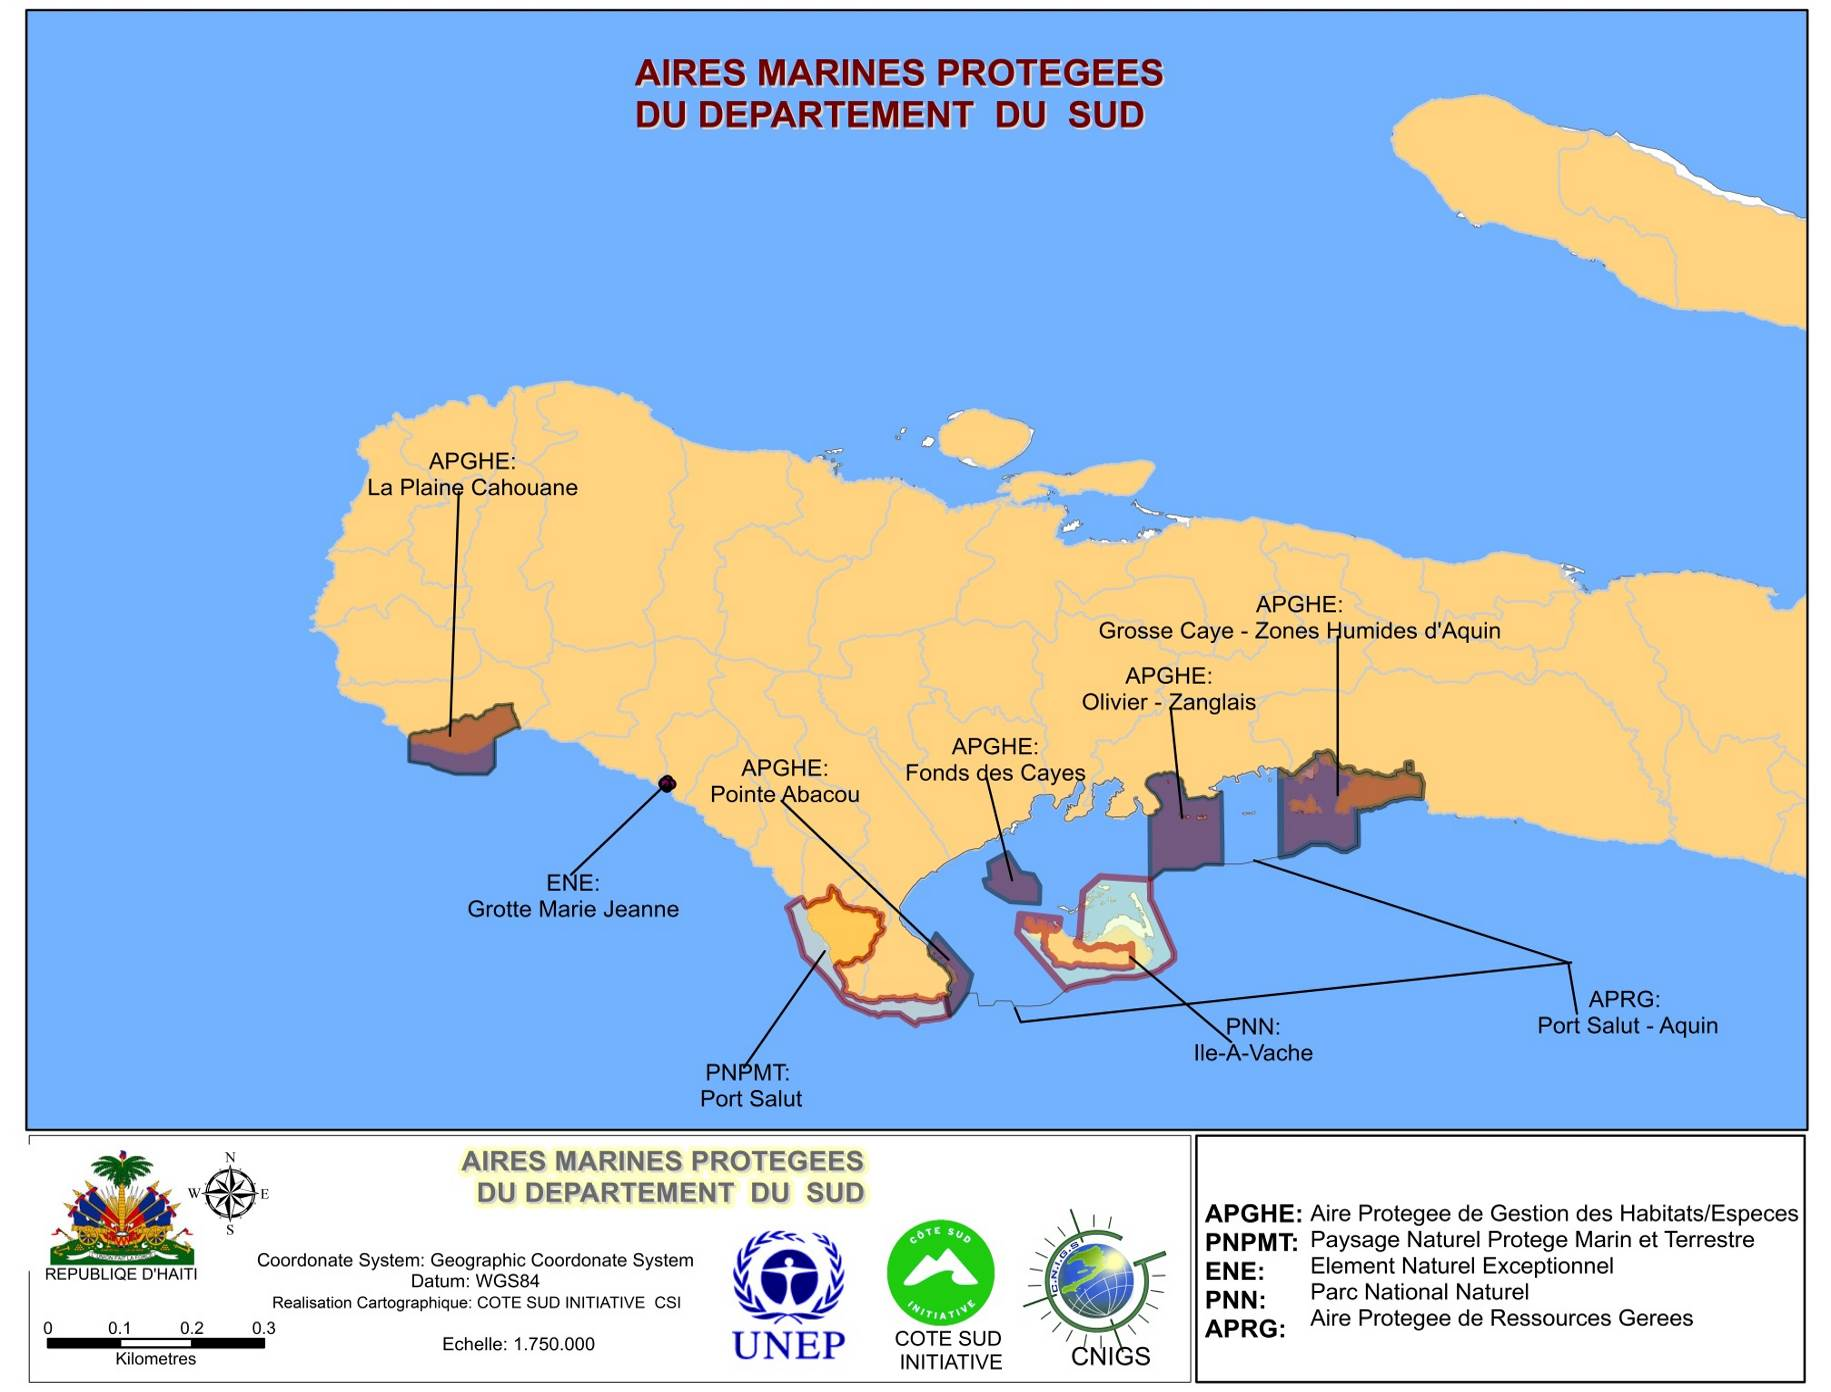 AIRES MARINES PROTEGEES
DU DEPARTEMENT DU SUD
APGHE:
La Plaine Cahouane
APGHE:
Grosse Caye - Zones Humides d'Aquin
APGHE:
Olivier - Zanglais
APGHE:
Fonds des Cayes
APGHE:
Pointe Abacou
ENE:
Grotte Marie Jeanne
APRG:
Port Salut - Aquin
PNN:
Ile-A-Vache
PNPMT:
Port Salut
AIRES MARINES PROTEGEES
DU DEPARTEMENT DU SUD
N
W E
S
REPUBLIQE D'HAITI
Coordonate System: Geographic Coordonate System
Datum: WGS84
Realisation Cartographique: COTE SUD INITIATIVE CSI
Echelle: 1.750.000
0 0.1 0.2 0.3
Kilometres
UNEP
CÔTE SUD
INITIATIVE
COTE SUD
INITIATIVE
C.N.I.G.S
CNIGS
APGHE: Aire Protegee de Gestion des Habitats/Especes
PNPMT: Paysage Naturel Protege Marin et Terrestre
ENE: Element Naturel Exceptionnel
PNN: Parc National Naturel
APRG: Aire Protegee de Ressources Gerees